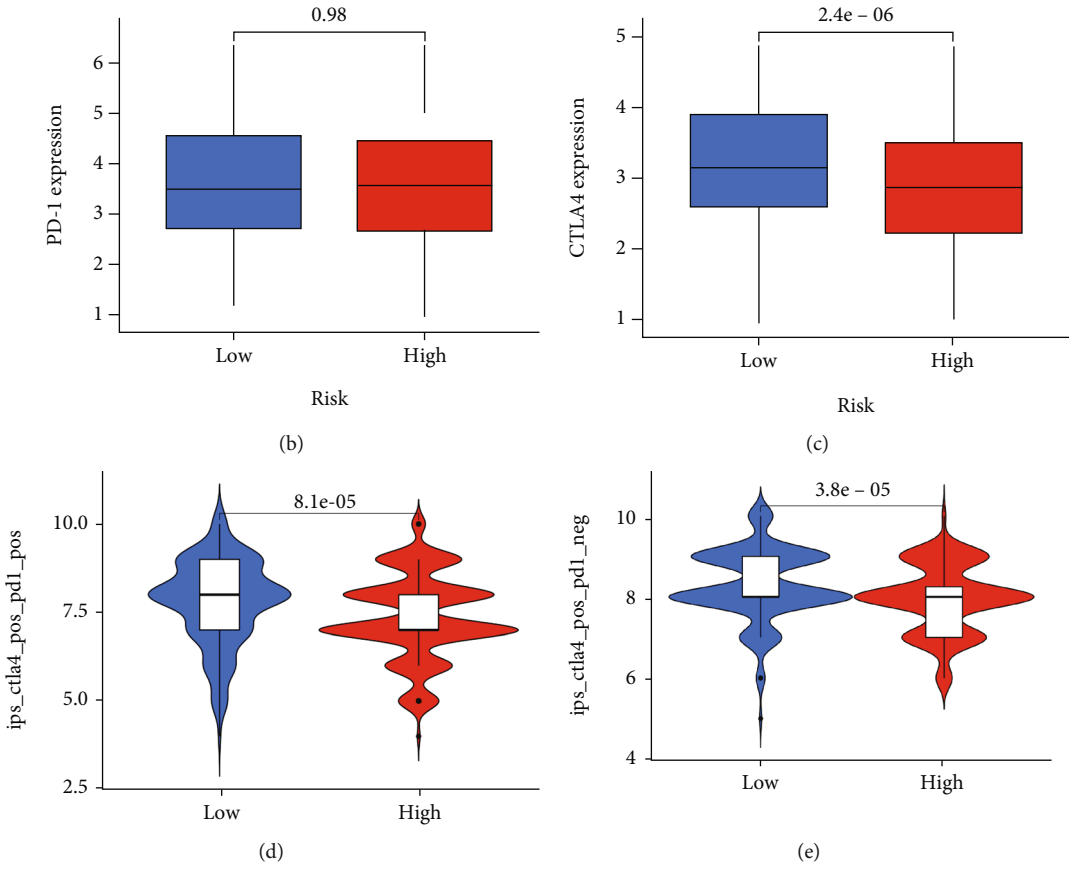 0.98
PD-1 expression
6
5
4
3
2
1
Low
High
Risk
(b)
2.4e – 06
CTLA4 expression
5
4
3
2
1
Low
High
Risk
(c)
8.1e-05
ips_ctla4_pos_pd1_pos
10.0
7.5
5.0
2.5
Low
High
(d)
3.8e – 05
ips_ctla4_pos_pd1_neg
10
8
6
4
Low
High
(e)